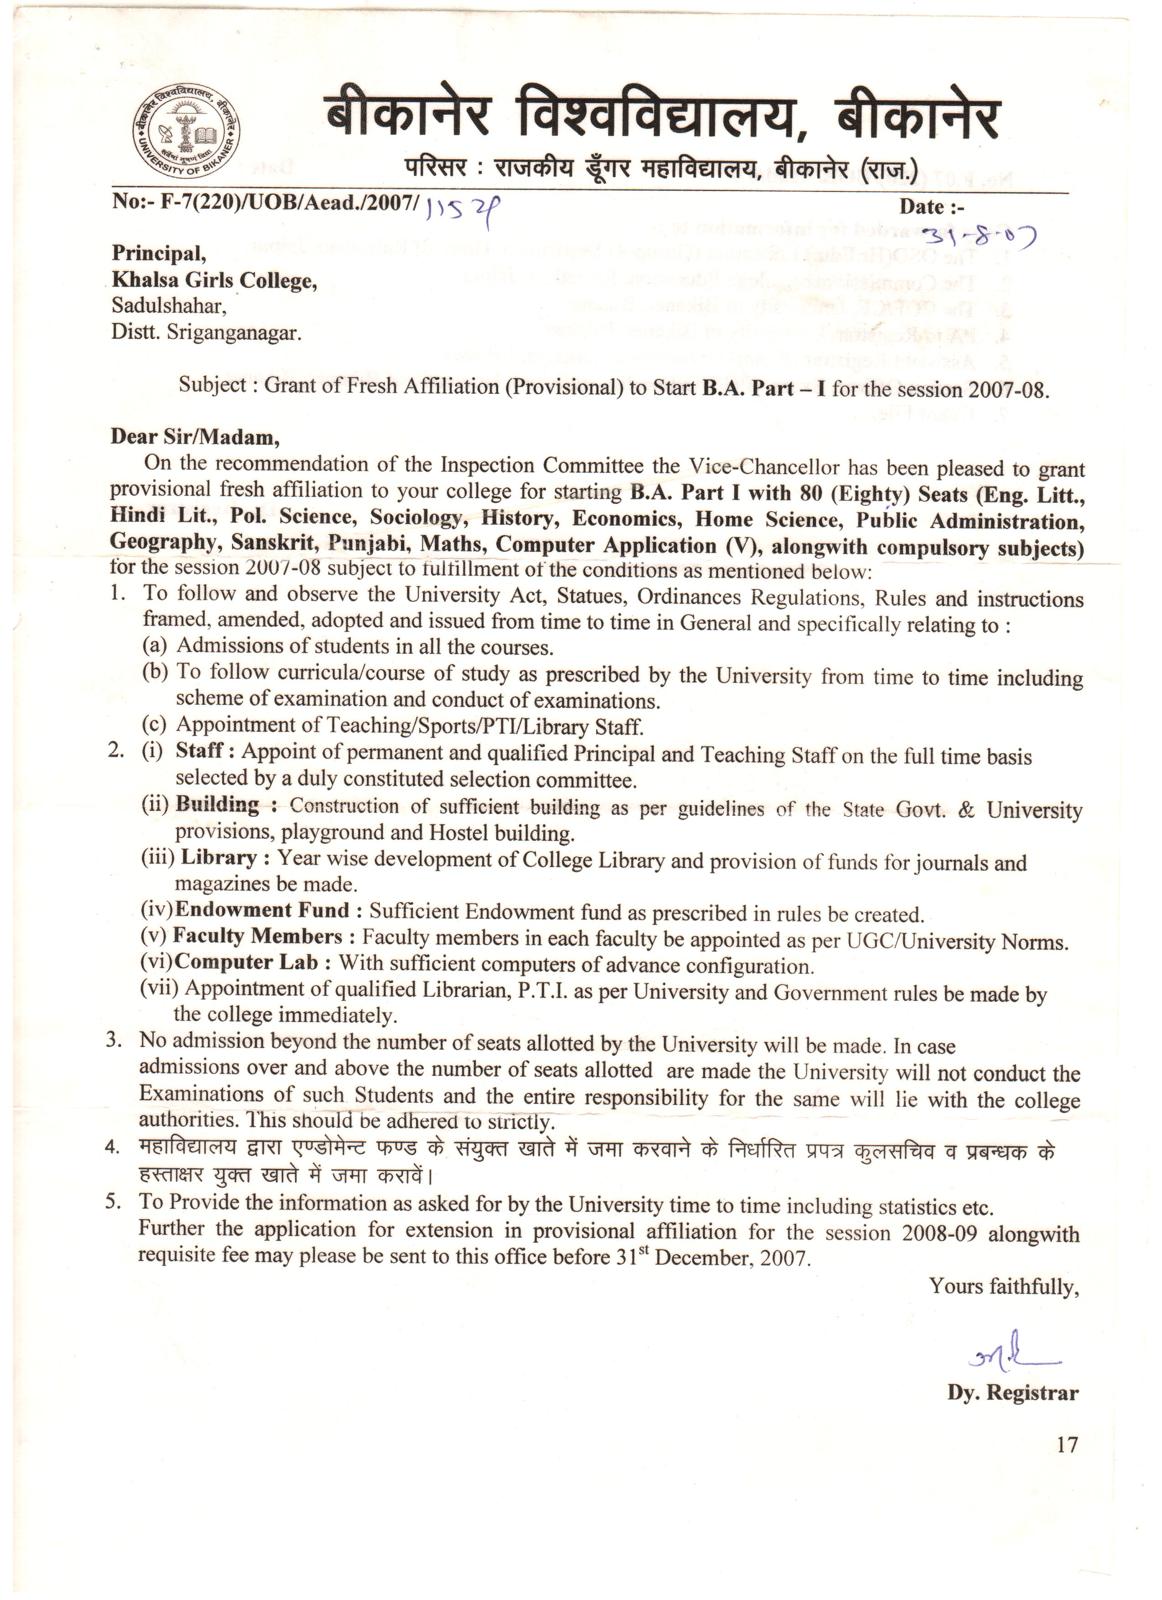 बीकानेर विश्वविद्यालय, बीकानेर
परिसर : राजकीय डूँगर महाविद्यालय, बीकानेर (राज.)
बीकानेर विश्वविद्यालय, बीकानेर
UNIVERSITY OF BIKANER
No:- F-7(220)/UOB/Aead./2007/
Date :-
31-8-07
Principal,
Khalsa Girls College,
Sadulshahar,
Distt. Sriganganagar.
Subject : Grant of Fresh Affiliation (Provisional) to Start B.A. Part – I for the session 2007-08.
Dear Sir/Madam,
On the recommendation of the Inspection Committee the Vice-Chancellor has been pleased to grant
provisional fresh affiliation to your college for starting B.A. Part I with 80 (Eighty) Seats (Eng. Litt.,
Hindi Lit., Pol. Science, Sociology, History, Economics, Home Science, Public Administration,
Geography, Sanskrit, Punjabi, Maths, Computer Application (V), alongwith compulsory subjects)
for the session 2007-08 subject to fulfillment of the conditions as mentioned below:
1. To follow and observe the University Act, Statues, Ordinances Regulations, Rules and instructions
framed, amended, adopted and issued from time to time in General and specifically relating to :
(a) Admissions of students in all the courses.
(b) To follow curricula/course of study as prescribed by the University from time to time including
scheme of examination and conduct of examinations.
(c) Appointment of Teaching/Sports/PTI/Library Staff.
2. (i) Staff : Appoint of permanent and qualified Principal and Teaching Staff on the full time basis
selected by a duly constituted selection committee.
(ii) Building : Construction of sufficient building as per guidelines of the State Govt. & University
provisions, playground and Hostel building.
(iii) Library : Year wise development of College Library and provision of funds for journals and
magazines be made.
(iv)Endowment Fund : Sufficient Endowment fund as prescribed in rules be created.
(v) Faculty Members : Faculty members in each faculty be appointed as per UGC/University Norms.
(vi)Computer Lab : With sufficient computers of advance configuration.
(vii) Appointment of qualified Librarian, P.T.I. as per University and Government rules be made by
the college immediately.
3. No admission beyond the number of seats allotted by the University will be made. In case
admissions over and above the number of seats allotted are made the University will not conduct the
Examinations of such Students and the entire responsibility for the same will lie with the college
authorities. This should be adhered to strictly.
4. महाविद्यालय द्वारा एण्डोमेन्ट फण्ड के संयुक्त खाते में जमा करवाने के निर्धारित प्रपत्र कुलसचिव व प्रबन्धक के
हस्ताक्षर युक्त खाते में जमा करावें।
5. To Provide the information as asked for by the University time to time including statistics etc.
Further the application for extension in provisional affiliation for the session 2008-09 alongwith
requisite fee may please be sent to this office before 31st December, 2007.
Yours faithfully,
Dy. Registrar
17